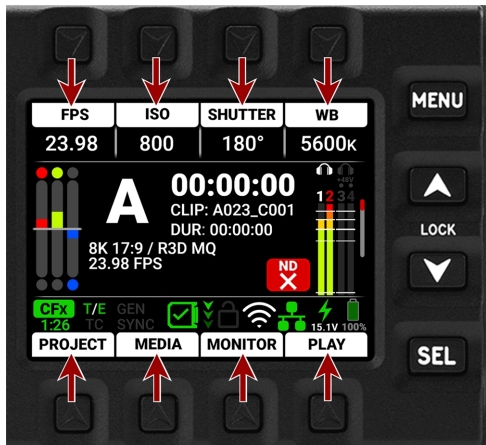 FPS ISO SHUTTER WB
23.98 800 180° 5600K
MENU
A
00:00:00
CLIP: A023_C001
DUR: 00:00:00
8K 17:9 / R3D MQ
23.98 FPS
+48V
1 2 3 4
ND
LOCK
CFx T/E GEN
1:26 TC SYNC 15.1V 100%
PROJECT MEDIA MONITOR PLAY
SEL